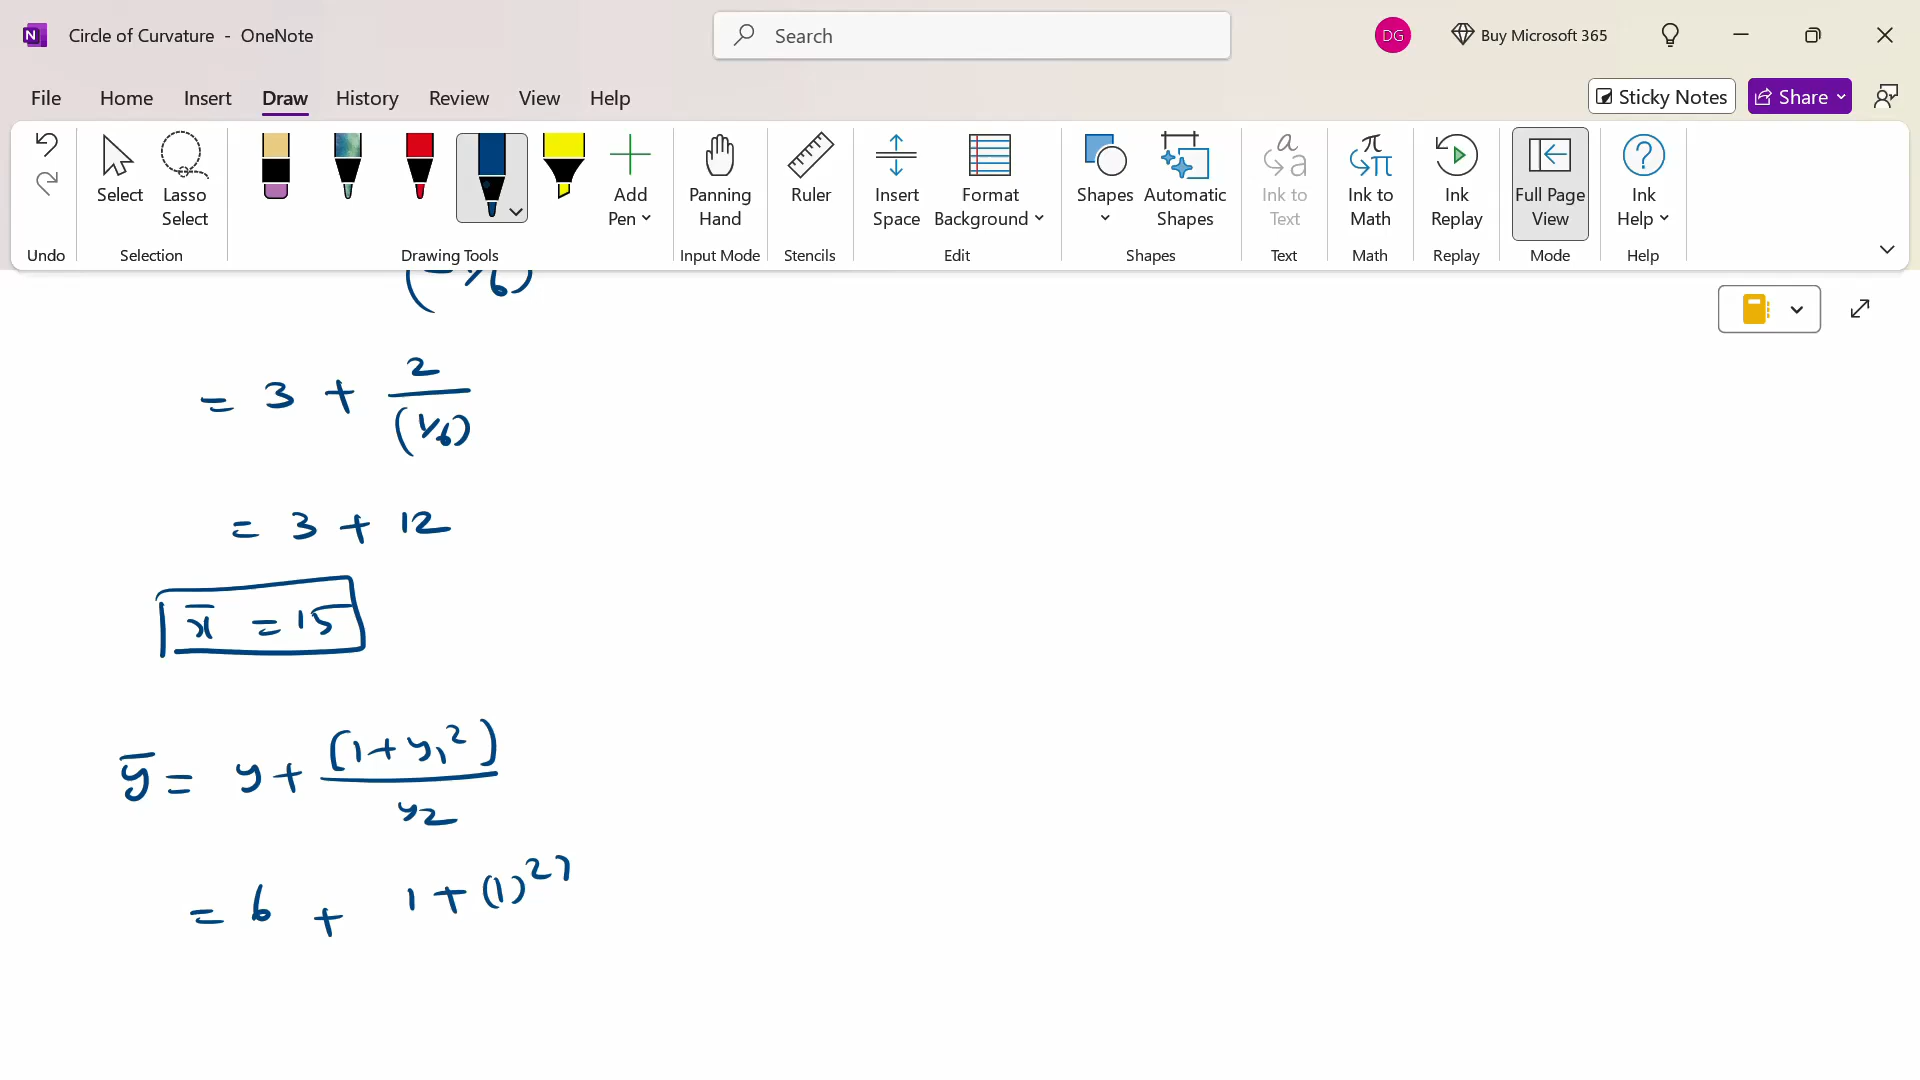 Circle of Curvature - OneNote
Search
DG
Buy Microsoft 365
File Home Insert Draw History Review View Help
Sticky Notes
Share
Select
Lasso Select
Add Pen
Panning Hand
Ruler
Insert Space
Format Background
Shapes
Automatic Shapes
Ink to Text
Ink to Math
Ink Replay
Full Page View
Ink Help
Undo Selection Drawing Tools Input Mode Stencils Edit Shapes Text Math Replay Mode Help
(-1/6)
= 3 + 2/(1/6)
= 3 + 12
x̄ = 15
ȳ = y + (1+y₁²)/y₂
= 6 + 1+(1)²